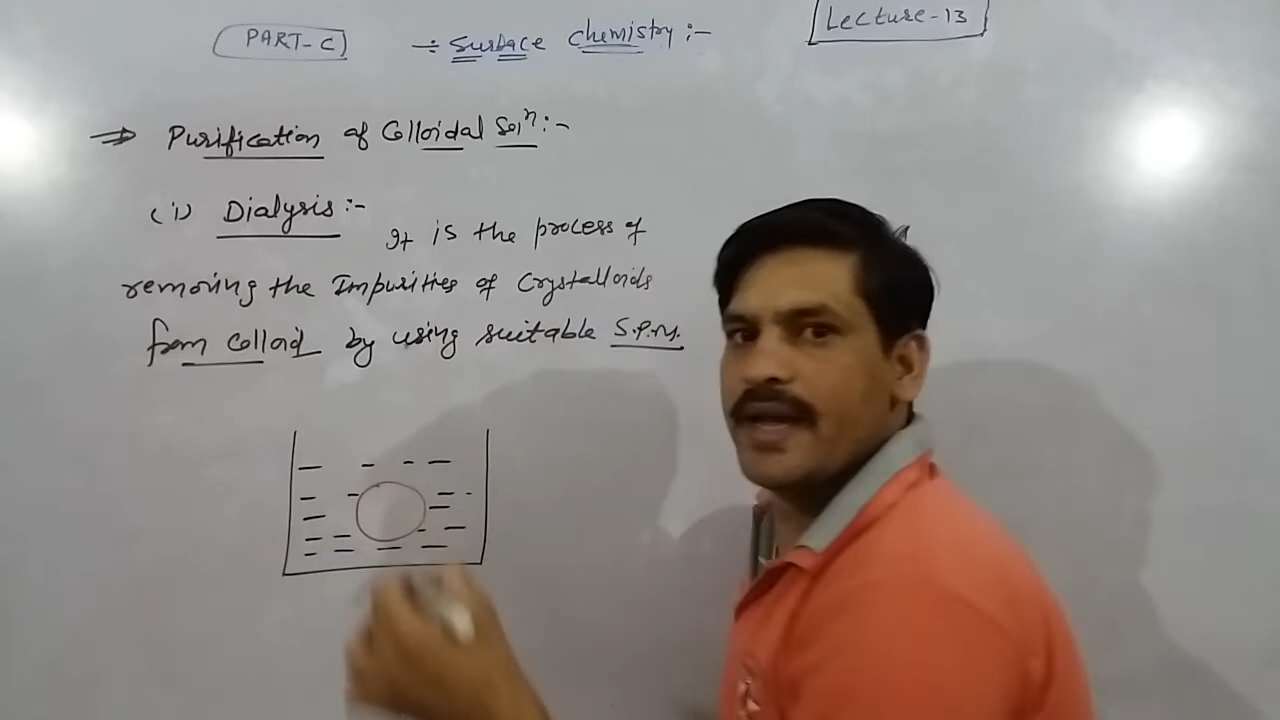 PART-C ÷ Surface Chemistry :- Lecture-13
⇒ Purification of Colloidal Solⁿ :-
(i) Dialysis :- It is the process of
removing the Impurities of Crystalloids
from Colloid by using suitable S.P.M.